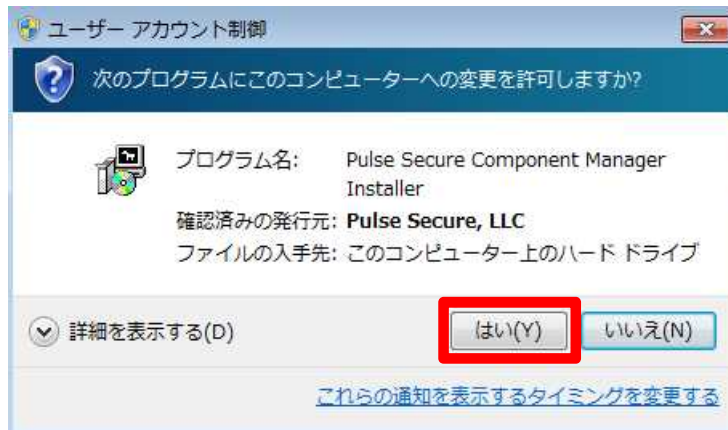 ユーザー アカウント制御
次のプログラムにこのコンピューターへの変更を許可しますか?
プログラム名: Pulse Secure Component Manager
Installer
確認済みの発行元: Pulse Secure, LLC
ファイルの入手先: このコンピューター上のハード ドライブ
詳細を表示する(D) はい(Y) いいえ(N)
これらの通知を表示するタイミングを変更する